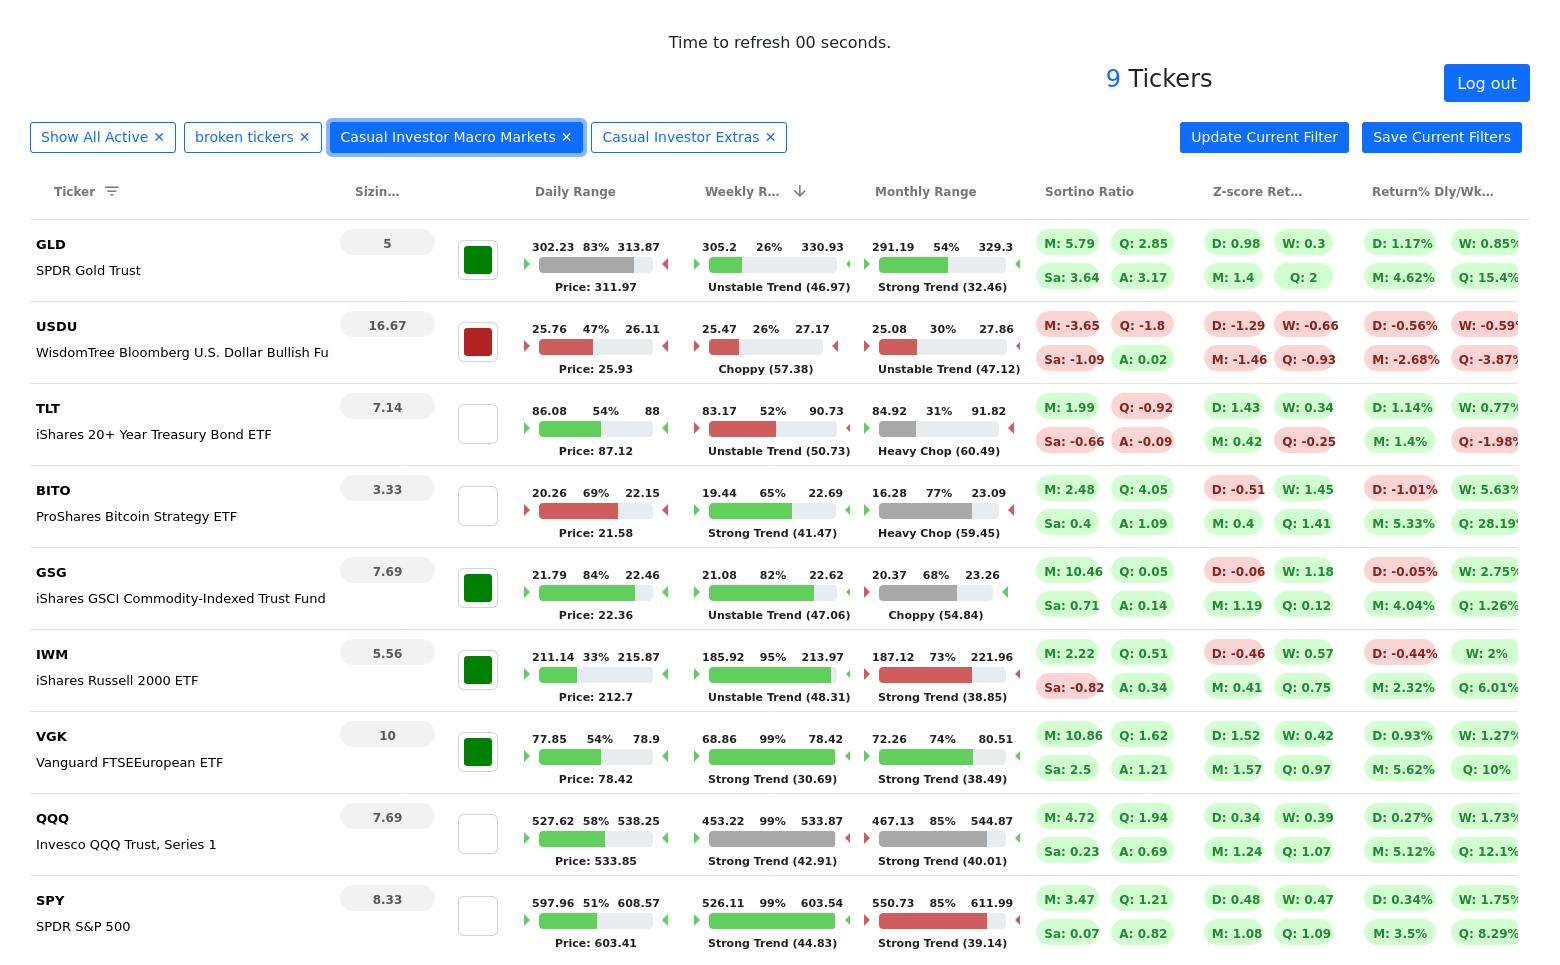 Time to refresh 00 seconds.
9 Tickers
Log out
Show All Active ✕ broken tickers ✕ Casual Investor Macro Markets ✕ Casual Investor Extras ✕ Update Current Filter Save Current Filters
Ticker Sizin... Daily Range Weekly R... Monthly Range Sortino Ratio Z-score Ret... Return% Dly/Wk...
GLD 5 302.23 83% 313.87 305.2 26% 330.93 291.19 54% 329.3 M: 5.79 Q: 2.85 D: 0.98 W: 0.3 D: 1.17% W: 0.85%
SPDR Gold Trust Sa: 3.64 A: 3.17 M: 1.4 Q: 2 M: 4.62% Q: 15.4%
Price: 311.97 Unstable Trend (46.97) Strong Trend (32.46)
USDU 16.67 25.76 47% 26.11 25.47 26% 27.17 25.08 30% 27.86 M: -3.65 Q: -1.8 D: -1.29 W: -0.66 D: -0.56% W: -0.59%
WisdomTree Bloomberg U.S. Dollar Bullish Fu Sa: -1.09 A: 0.02 M: -1.46 Q: -0.93 M: -2.68% Q: -3.87%
Price: 25.93 Choppy (57.38) Unstable Trend (47.12)
TLT 7.14 86.08 54% 88 83.17 52% 90.73 84.92 31% 91.82 M: 1.99 Q: -0.92 D: 1.43 W: 0.34 D: 1.14% W: 0.77%
iShares 20+ Year Treasury Bond ETF Sa: -0.66 A: -0.09 M: 0.42 Q: -0.25 M: 1.4% Q: -1.98%
Price: 87.12 Unstable Trend (50.73) Heavy Chop (60.49)
BITO 3.33 20.26 69% 22.15 19.44 65% 22.69 16.28 77% 23.09 M: 2.48 Q: 4.05 D: -0.51 W: 1.45 D: -1.01% W: 5.63%
ProShares Bitcoin Strategy ETF Sa: 0.4 A: 1.09 M: 0.4 Q: 1.41 M: 5.33% Q: 28.19%
Price: 21.58 Strong Trend (41.47) Heavy Chop (59.45)
GSG 7.69 21.79 84% 22.46 21.08 82% 22.62 20.37 68% 23.26 M: 10.46 Q: 0.05 D: -0.06 W: 1.18 D: -0.05% W: 2.75%
iShares GSCI Commodity-Indexed Trust Fund Sa: 0.71 A: 0.14 M: 1.19 Q: 0.12 M: 4.04% Q: 1.26%
Price: 22.36 Unstable Trend (47.06) Choppy (54.84)
IWM 5.56 211.14 33% 215.87 185.92 95% 213.97 187.12 73% 221.96 M: 2.22 Q: 0.51 D: -0.46 W: 0.57 D: -0.44% W: 2%
iShares Russell 2000 ETF Sa: -0.82 A: 0.34 M: 0.41 Q: 0.75 M: 2.32% Q: 6.01%
Price: 212.7 Unstable Trend (48.31) Strong Trend (38.85)
VGK 10 77.85 54% 78.9 68.86 99% 78.42 72.26 74% 80.51 M: 10.86 Q: 1.62 D: 1.52 W: 0.42 D: 0.93% W: 1.27%
Vanguard FTSEEuropean ETF Sa: 2.5 A: 1.21 M: 1.57 Q: 0.97 M: 5.62% Q: 10%
Price: 78.42 Strong Trend (30.69) Strong Trend (38.49)
QQQ 7.69 527.62 58% 538.25 453.22 99% 533.87 467.13 85% 544.87 M: 4.72 Q: 1.94 D: 0.34 W: 0.39 D: 0.27% W: 1.73%
Invesco QQQ Trust, Series 1 Sa: 0.23 A: 0.69 M: 1.24 Q: 1.07 M: 5.12% Q: 12.1%
Price: 533.85 Strong Trend (42.91) Strong Trend (40.01)
SPY 8.33 597.96 51% 608.57 526.11 99% 603.54 550.73 85% 611.99 M: 3.47 Q: 1.21 D: 0.48 W: 0.47 D: 0.34% W: 1.75%
SPDR S&P 500 Sa: 0.07 A: 0.82 M: 1.08 Q: 1.09 M: 3.5% Q: 8.29%
Price: 603.41 Strong Trend (44.83) Strong Trend (39.14)